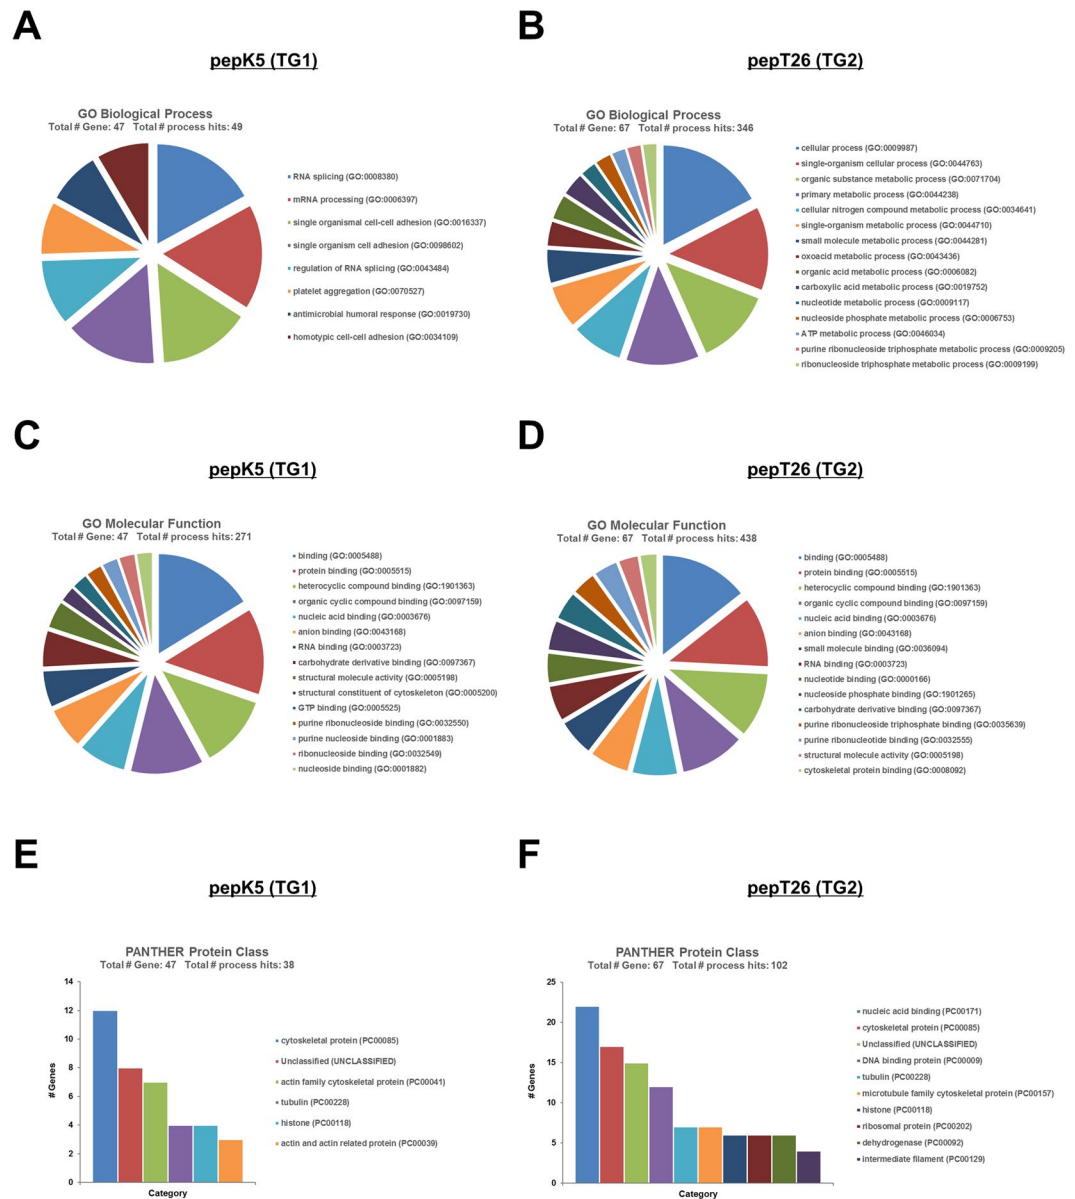 A
pepK5 (TG1)
GO Biological Process
Total # Gene: 47 Total # process hits: 49
RNA splicing (GO:0008380)
mRNA processing (GO:0006397)
single organismal cell-cell adhesion (GO:0016337)
single organism cell adhesion (GO:0098602)
regulation of RNA splicing (GO:0043484)
platelet aggregation (GO:0070527)
antimicrobial humoral response (GO:0019730)
homotypic cell-cell adhesion (GO:0034109)
B
pepT26 (TG2)
GO Biological Process
Total # Gene: 67 Total # process hits: 346
cellular process (GO:0009987)
single-organism cellular process (GO:0044763)
organic substance metabolic process (GO:0071704)
primary metabolic process (GO:0044238)
cellular nitrogen compound metabolic process (GO:0034641)
single-organism metabolic process (GO:0044710)
small molecule metabolic process (GO:0044281)
oxoacid metabolic process (GO:0043436)
organic acid metabolic process (GO:0006082)
carboxylic acid metabolic process (GO:0019752)
nucleotide metabolic process (GO:0009117)
nucleoside phosphate metabolic process (GO:0006753)
ATP metabolic process (GO:0046034)
purine ribonucleoside triphosphate metabolic process (GO:0009205)
ribonucleoside triphosphate metabolic process (GO:0009199)
C
pepK5 (TG1)
GO Molecular Function
Total # Gene: 47 Total # process hits: 271
binding (GO:0005488)
protein binding (GO:0005515)
heterocyclic compound binding (GO:1901363)
organic cyclic compound binding (GO:0097159)
nucleic acid binding (GO:0003676)
anion binding (GO:0043168)
RNA binding (GO:0003723)
carbohydrate derivative binding (GO:0097367)
structural molecule activity (GO:0005198)
structural constituent of cytoskeleton (GO:0005200)
GTP binding (GO:0005525)
purine ribonucleoside binding (GO:0032550)
purine nucleoside binding (GO:0001883)
ribonucleoside binding (GO:0032549)
nucleoside binding (GO:0001882)
D
pepT26 (TG2)
GO Molecular Function
Total # Gene: 67 Total # process hits: 438
binding (GO:0005488)
protein binding (GO:0005515)
heterocyclic compound binding (GO:1901363)
organic cyclic compound binding (GO:0097159)
nucleic acid binding (GO:0003676)
anion binding (GO:0043168)
small molecule binding (GO:0036094)
RNA binding (GO:0003723)
nucleotide binding (GO:0000166)
nucleoside phosphate binding (GO:1901265)
carbohydrate derivative binding (GO:0097367)
purine ribonucleoside triphosphate binding (GO:0035639)
purine ribonucleotide binding (GO:0032555)
structural molecule activity (GO:0005198)
cytoskeletal protein binding (GO:0008092)
E
pepK5 (TG1)
PANTHER Protein Class
Total # Gene: 47 Total # process hits: 38
14
12
10
8
6
4
2
0
# Genes
Category
cytoskeletal protein (PC00085)
Unclassified (UNCLASSIFIED)
actin family cytoskeletal protein (PC00041)
tubulin (PC00228)
histone (PC00118)
actin and actin related protein (PC00039)
F
pepT26 (TG2)
PANTHER Protein Class
Total # Gene: 67 Total # process hits: 102
25
20
15
10
5
0
# Genes
Category
nucleic acid binding (PC00171)
cytoskeletal protein (PC00085)
Unclassified (UNCLASSIFIED)
DNA binding protein (PC00009)
tubulin (PC00228)
microtubule family cytoskeletal protein (PC00157)
histone (PC00118)
ribosomal protein (PC00202)
dehydrogenase (PC00092)
intermediate filament (PC00129)